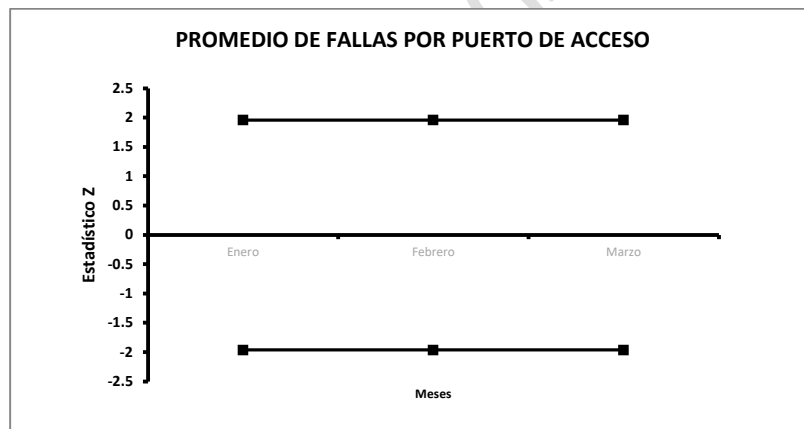 PROMEDIO DE FALLAS POR PUERTO DE ACCESO
2.5
2
1.5
1
0.5
0
-0.5
-1
-1.5
-2
-2.5
Estadístico Z
Enero Febrero Marzo
Meses